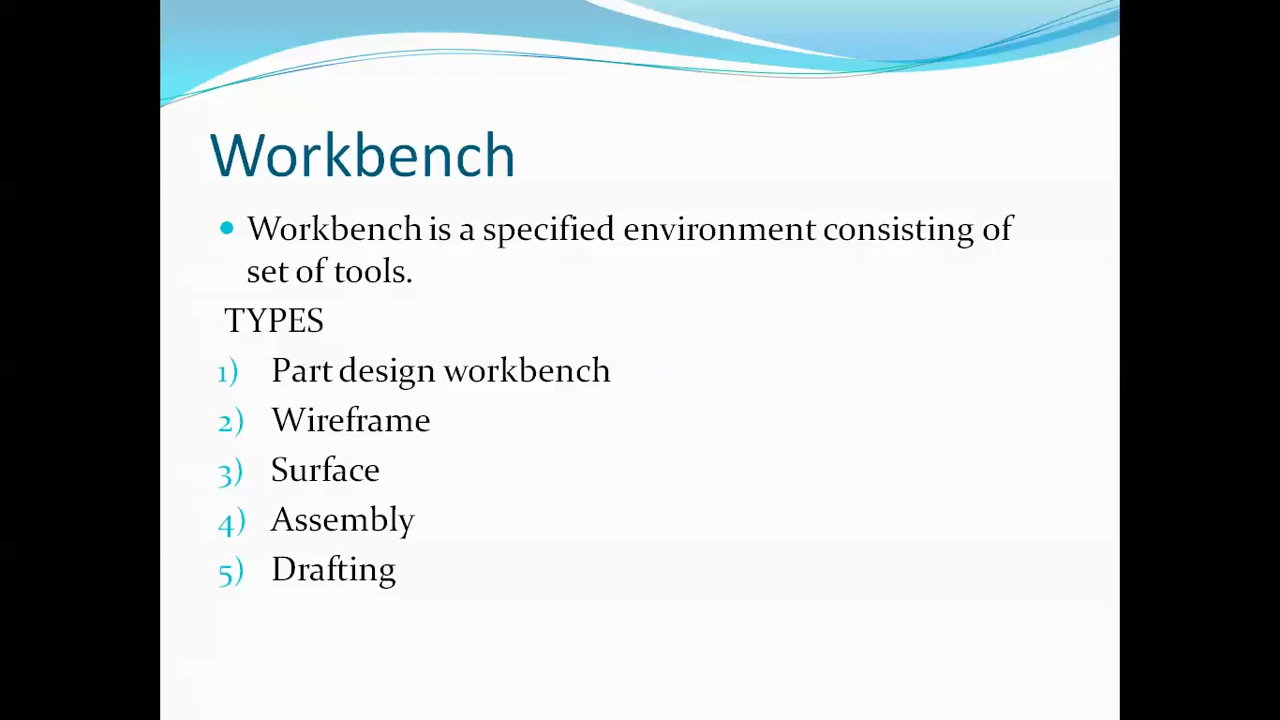 Workbench
Workbench is a specified environment consisting of
set of tools.
TYPES
1) Part design workbench
2) Wireframe
3) Surface
4) Assembly
5) Drafting